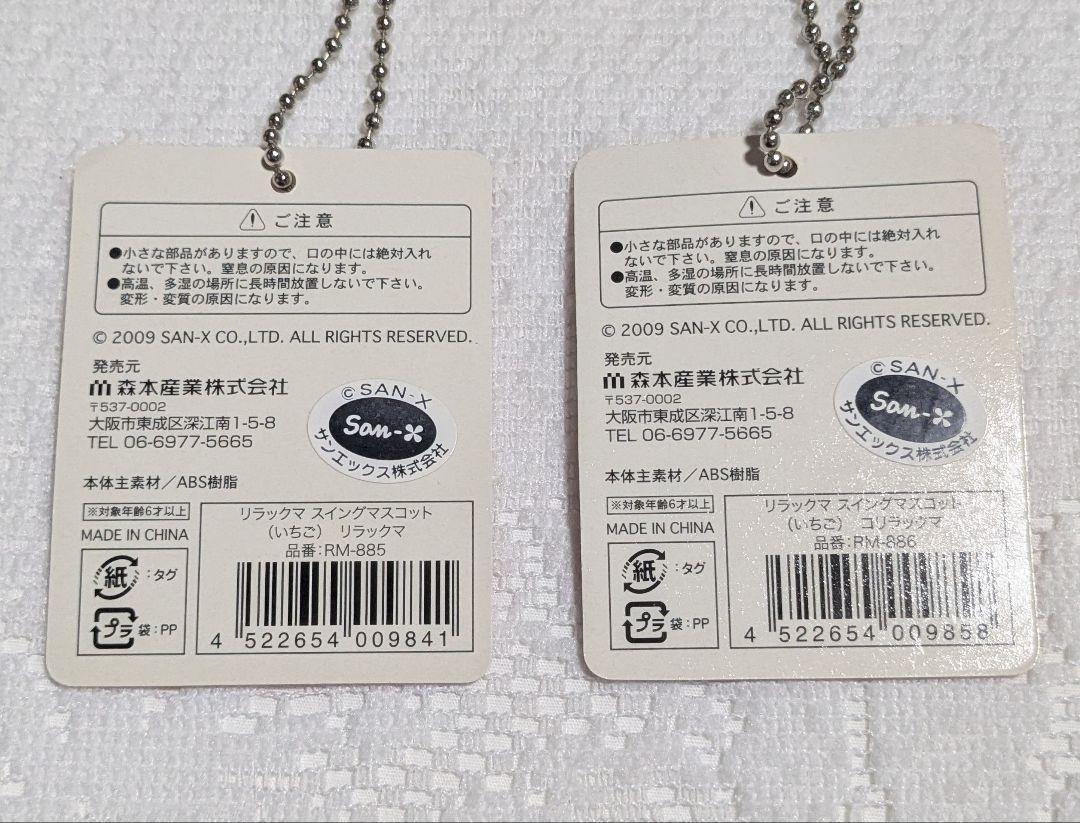 ご注意
●小さな部品がありますので、口の中には絶対入れ
ないで下さい。窒息の原因になります。
●高温、多湿の場所に長時間放置しないで下さい。
変形・変質の原因になります。
© 2009 SAN-X CO.,LTD. ALL RIGHTS RESERVED.
発売元
森本産業株式会社
〒537-0002
大阪市東成区深江南1-5-8
TEL 06-6977-5665
©SAN-X
San-X
サンエックス株式会社
本体主素材/ABS樹脂
※対象年齢6才以上
MADE IN CHINA
紙:タグ
プラ 袋:PP
リラックマ スイングマスコット
(いちご) リラックマ
品番:RM-885
4 522654 009841
ご注意
●小さな部品がありますので、口の中には絶対入れ
ないで下さい。窒息の原因になります。
●高温、多湿の場所に長時間放置しないで下さい。
変形・変質の原因になります。
© 2009 SAN-X CO.,LTD. ALL RIGHTS RESERVED.
発売元
森本産業株式会社
〒537-0002
大阪市東成区深江南1-5-8
TEL 06-6977-5665
©SAN-X
San-X
サンエックス株式会社
本体主素材/ABS樹脂
※対象年齢6才以上
MADE IN CHINA
紙:タグ
プラ 袋:PP
リラックマ スイングマスコット
(いちご) コリラックマ
品番:RM-886
4 522654 009858